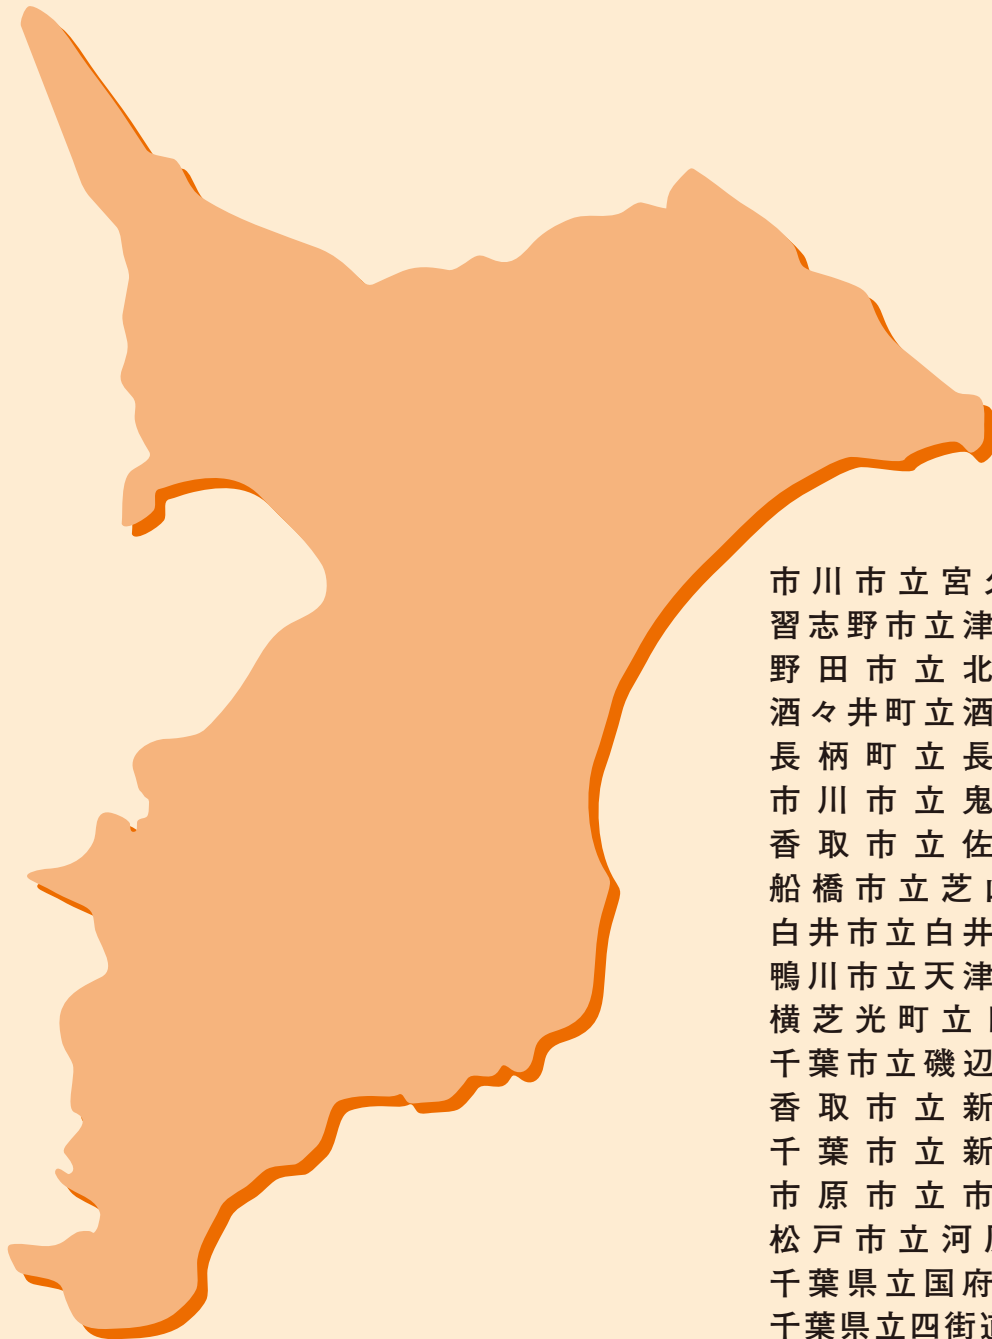 市川市立宮
習志野市立津
野田市立北
酒々井町立酒
長柄町立長
市川市立鬼
香取市立佐
船橋市立芝
白井市立白井
鴨川市立天津
横芝光町立
千葉市立磯辺
香取市立新
千葉市立新
市原市立市
松戸市立河
千葉県立国府
千葉県立四街道